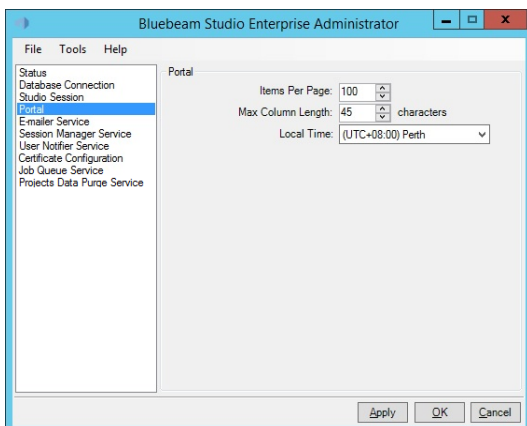 Bluebeam Studio Enterprise Administrator
File Tools Help
Status
Database Connection
Studio Session
Portal
E-mailer Service
Session Manager Service
User Notifier Service
Certificate Configuration
Job Queue Service
Projects Data Purge Service
Portal
Items Per Page: 100
Max Column Length: 45 characters
Local Time: (UTC+08:00) Perth
Apply OK Cancel